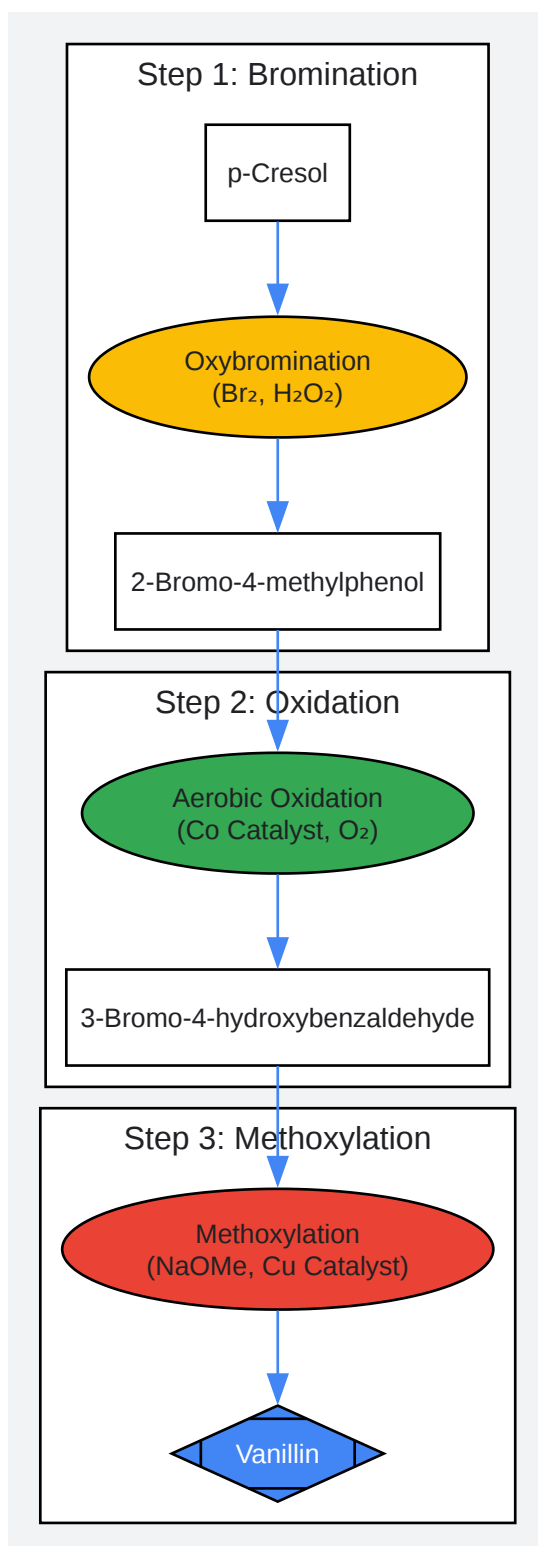 Step 1: Bromination
p-Cresol
Oxybromination
(Br₂, H₂O₂)
2-Bromo-4-methylphenol
Step 2: Oxidation
Aerobic Oxidation
(Co Catalyst, O₂)
3-Bromo-4-hydroxybenzaldehyde
Step 3: Methoxylation
Methoxylation
(NaOMe, Cu Catalyst)
Vanillin